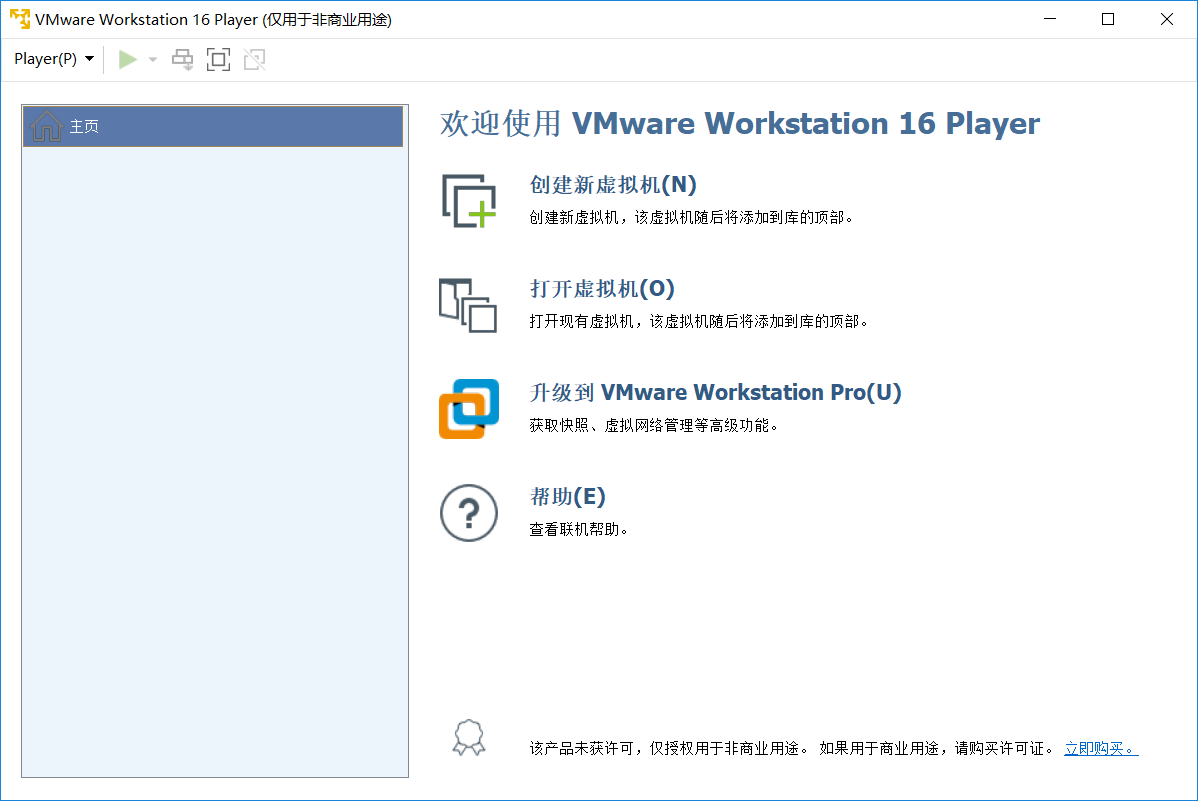 VMware Workstation 16 Player (仅用于非商业用途)
Player(P)
主页
欢迎使用 VMware Workstation 16 Player
创建新虚拟机(N)
创建新虚拟机，该虚拟机随后将添加到库的顶部。
打开虚拟机(O)
打开现有虚拟机，该虚拟机随后将添加到库的顶部。
升级到 VMware Workstation Pro(U)
获取快照、虚拟网络管理等高级功能。
帮助(E)
查看联机帮助。
该产品未获许可，仅授权用于非商业用途。 如果用于商业用途，请购买许可证。 立即购买。